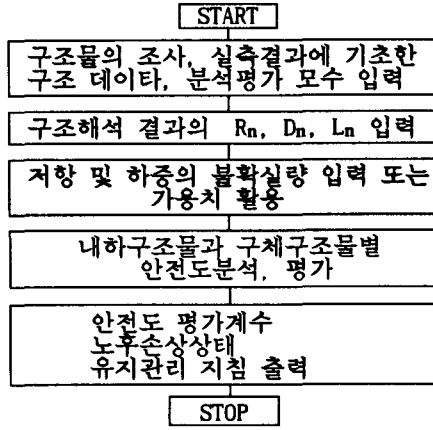 START
구조물의 조사, 실측결과에 기초한
구조 데이타, 분석평가 모수 입력
구조해석 결과의 Rn, Dn, Ln 입력
저항 및 하중의 불확실량 입력 또는
가용치 활용
내하구조물과 구체구조물별
안전도분석, 평가
안전도 평가계수
노후손상상태
유지관리 지침 출력
STOP